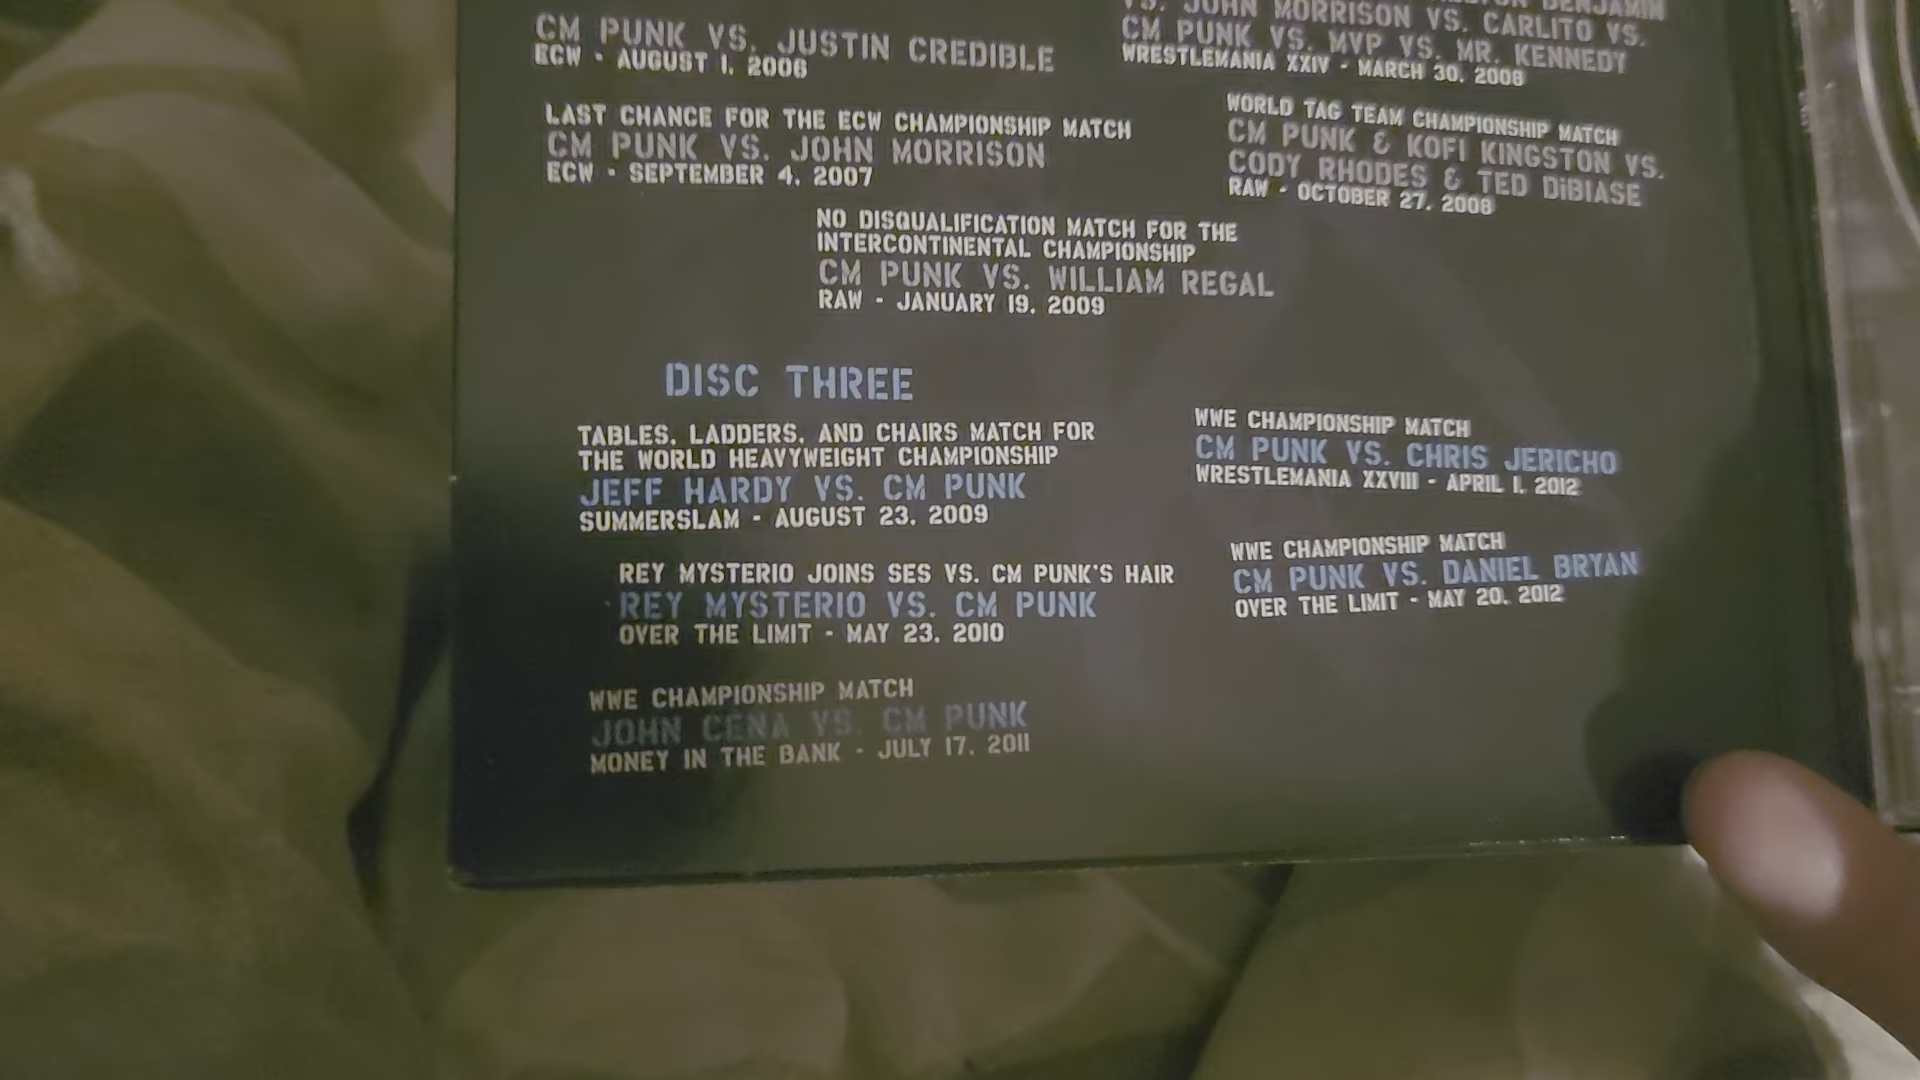 CM PUNK VS. JUSTIN CREDIBLE
ECW · AUGUST 1, 2006
LAST CHANCE FOR THE ECW CHAMPIONSHIP MATCH
CM PUNK VS. JOHN MORRISON
ECW · SEPTEMBER 4, 2007
BENJAMIN
VS. JOHN MORRISON VS. CARLITO VS.
CM PUNK VS. MVP VS. MR. KENNEDY
WRESTLEMANIA XXIV · MARCH 30, 2008
WORLD TAG TEAM CHAMPIONSHIP MATCH
CM PUNK & KOFI KINGSTON VS.
CODY RHODES & TED DiBIASE
RAW · OCTOBER 27, 2008
NO DISQUALIFICATION MATCH FOR THE
INTERCONTINENTAL CHAMPIONSHIP
CM PUNK VS. WILLIAM REGAL
RAW · JANUARY 19, 2009
DISC THREE
TABLES, LADDERS, AND CHAIRS MATCH FOR
THE WORLD HEAVYWEIGHT CHAMPIONSHIP
JEFF HARDY VS. CM PUNK
SUMMERSLAM · AUGUST 23, 2009
REY MYSTERIO JOINS SES VS. CM PUNK'S HAIR
REY MYSTERIO VS. CM PUNK
OVER THE LIMIT · MAY 23, 2010
WWE CHAMPIONSHIP MATCH
JOHN CENA VS. CM PUNK
MONEY IN THE BANK · JULY 17, 2011
WWE CHAMPIONSHIP MATCH
CM PUNK VS. CHRIS JERICHO
WRESTLEMANIA XXVIII · APRIL 1, 2012
WWE CHAMPIONSHIP MATCH
CM PUNK VS. DANIEL BRYAN
OVER THE LIMIT · MAY 20, 2012